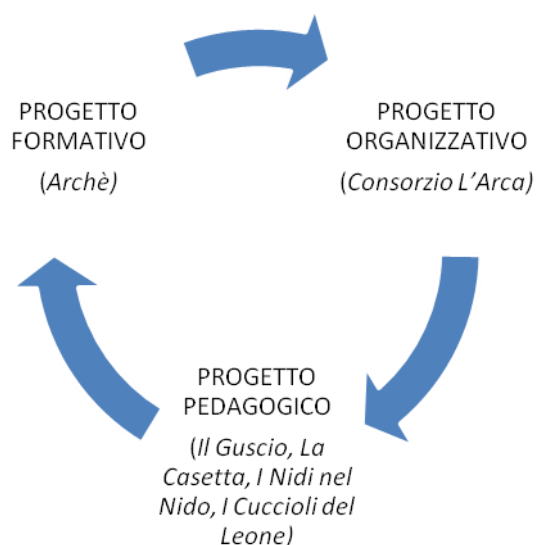 PROGETTO
FORMATIVO
(Archè)
PROGETTO
ORGANIZZATIVO
(Consorzio L’Arca)
PROGETTO
PEDAGOGICO
(Il Guscio, La
Casetta, I Nidi nel
Nido, I Cuccioli del
Leone)